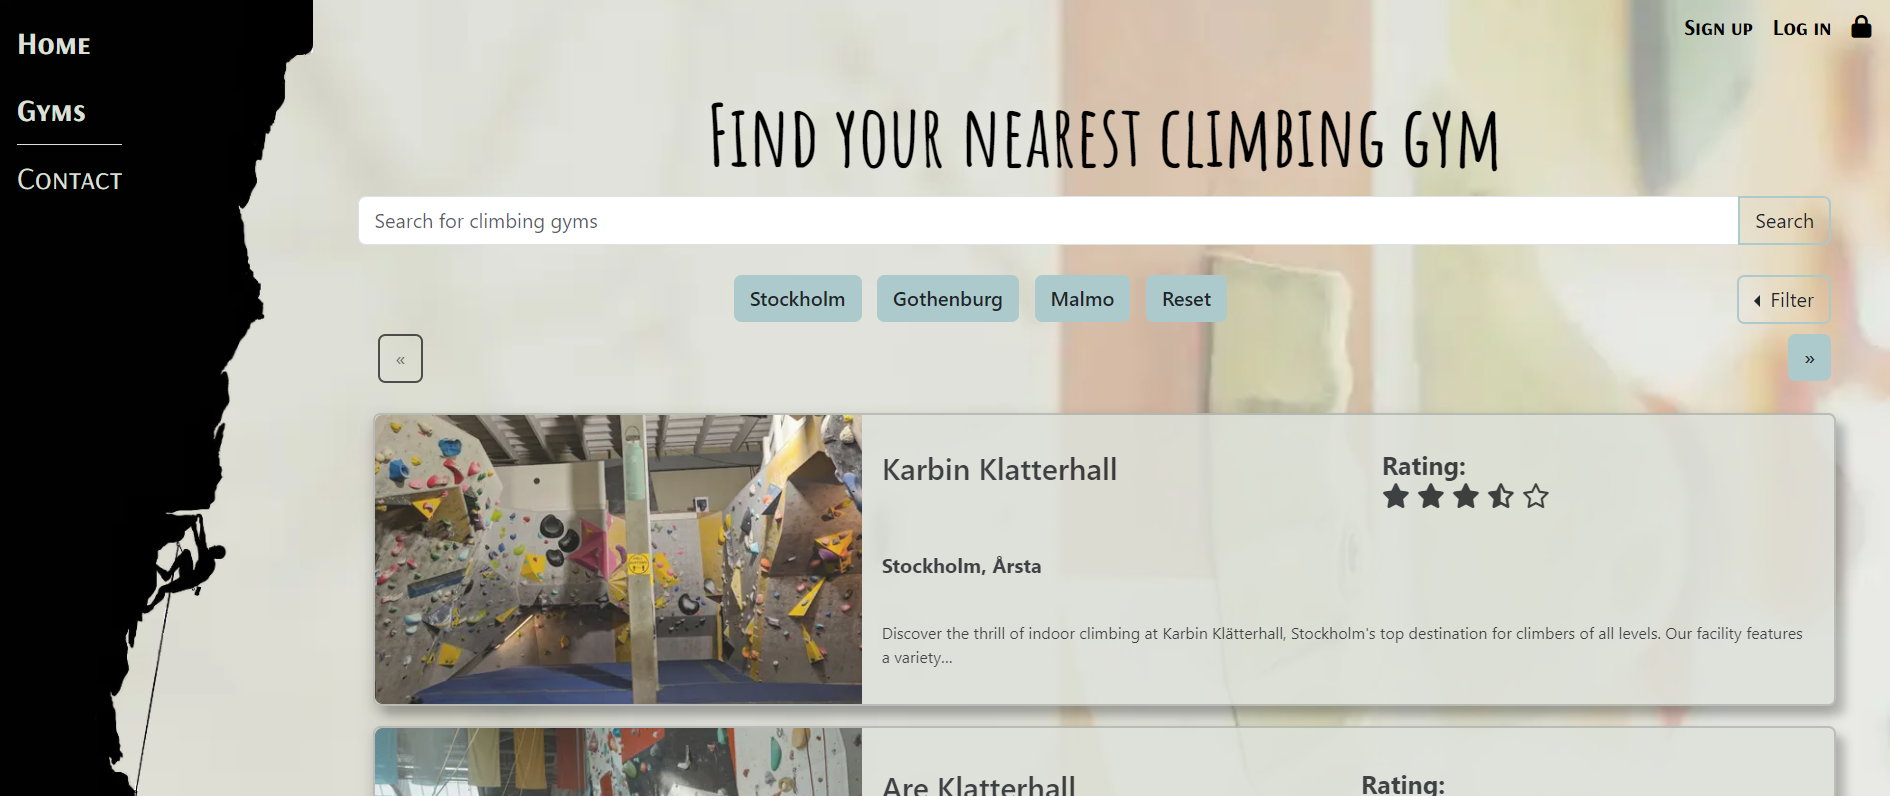 Home
Gyms
Contact
Sign up Log in
Find your nearest climbing gym
Search for climbing gyms Search
Stockholm Gothenburg Malmo Reset Filter
« »
Karbin Klatterhall
Rating:
Stockholm, Årsta
Discover the thrill of indoor climbing at Karbin Klätterhall, Stockholm's top destination for climbers of all levels. Our facility features
a variety...
Are Klatterhall
Rating: